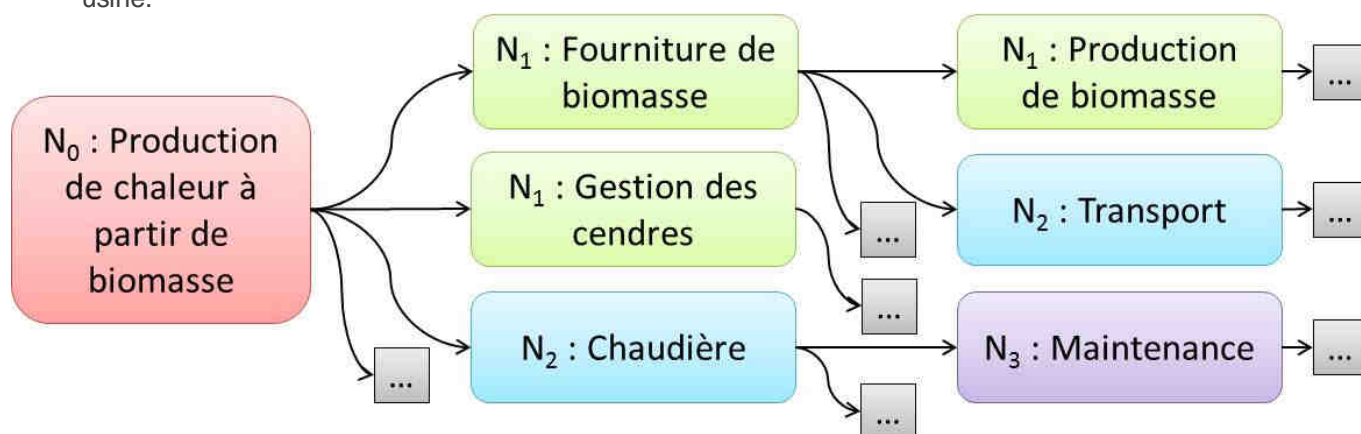 usine.
N₁ : Fourniture de
biomasse
N₁ : Production
de biomasse
...
N₀ : Production
de chaleur à
partir de
biomasse
N₁ : Gestion des
cendres
...
N₂ : Transport
...
...
N₂ : Chaudière
N₃ : Maintenance
...
...
...